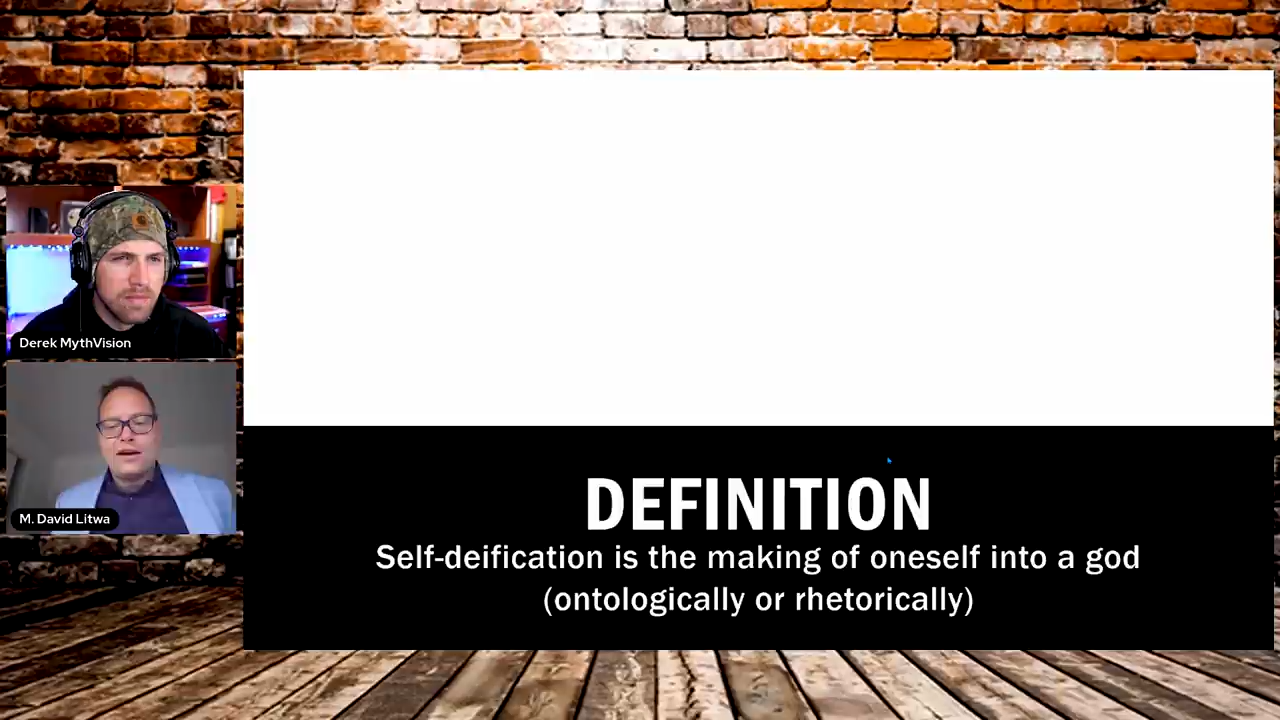 Derek MythVision
M. David Litwa
DEFINITION
Self-deification is the making of oneself into a god
(ontologically or rhetorically)